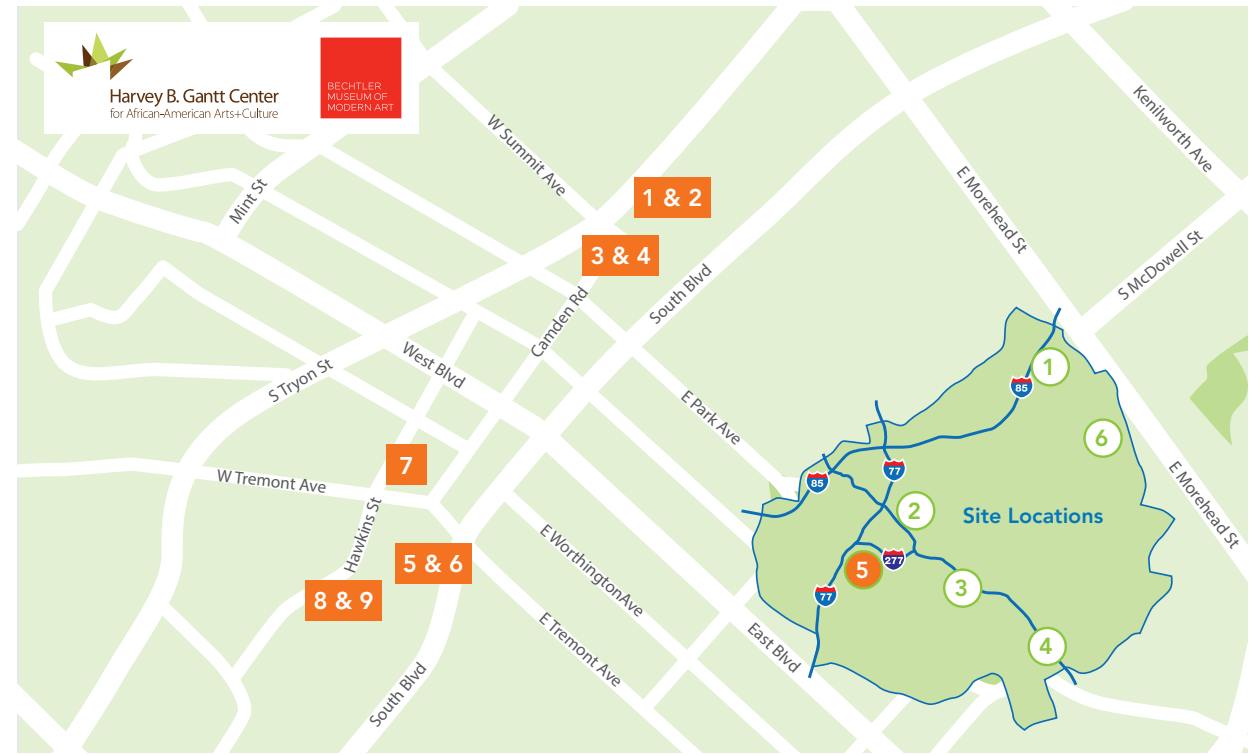 Harvey B. Gantt Center
for African-American Arts+Culture
BECHTLER
MUSEUM OF
MODERN ART
Kenilworth Ave
W Summit Ave
E Morehead St
Mint St
1 & 2
S McDowell St
3 & 4
South Blvd
Camden Rd
West Blvd
S Tryon St
1
85
E Park Ave
6
7
77
E Morehead St
W Tremont Ave
85
2
Site Locations
Hawkins St
5 & 6
E WorthingtonAve
277
5
3
8 & 9
77
E Tremont Ave
East Blvd
4
South Blvd